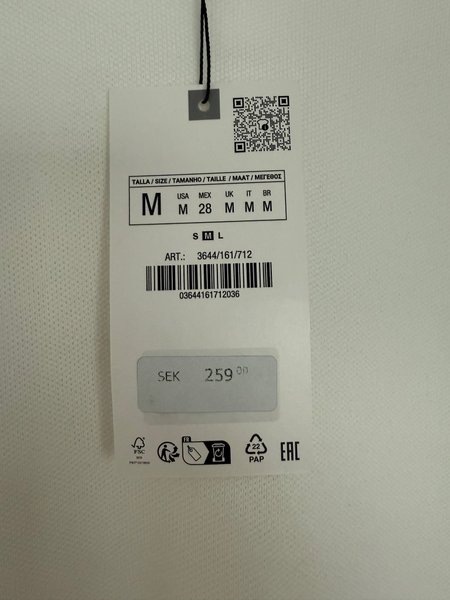 TALLA / SIZE / TAMANHO / TAILLE / MAAT / ΜΕΓΕΘΟΣ
M USA M MEX 28 UK M IT M BR M
S M L
ART.: 3644/161/712
03644161712036
SEK 259 00
FSC
FR
22
PAP
EAC